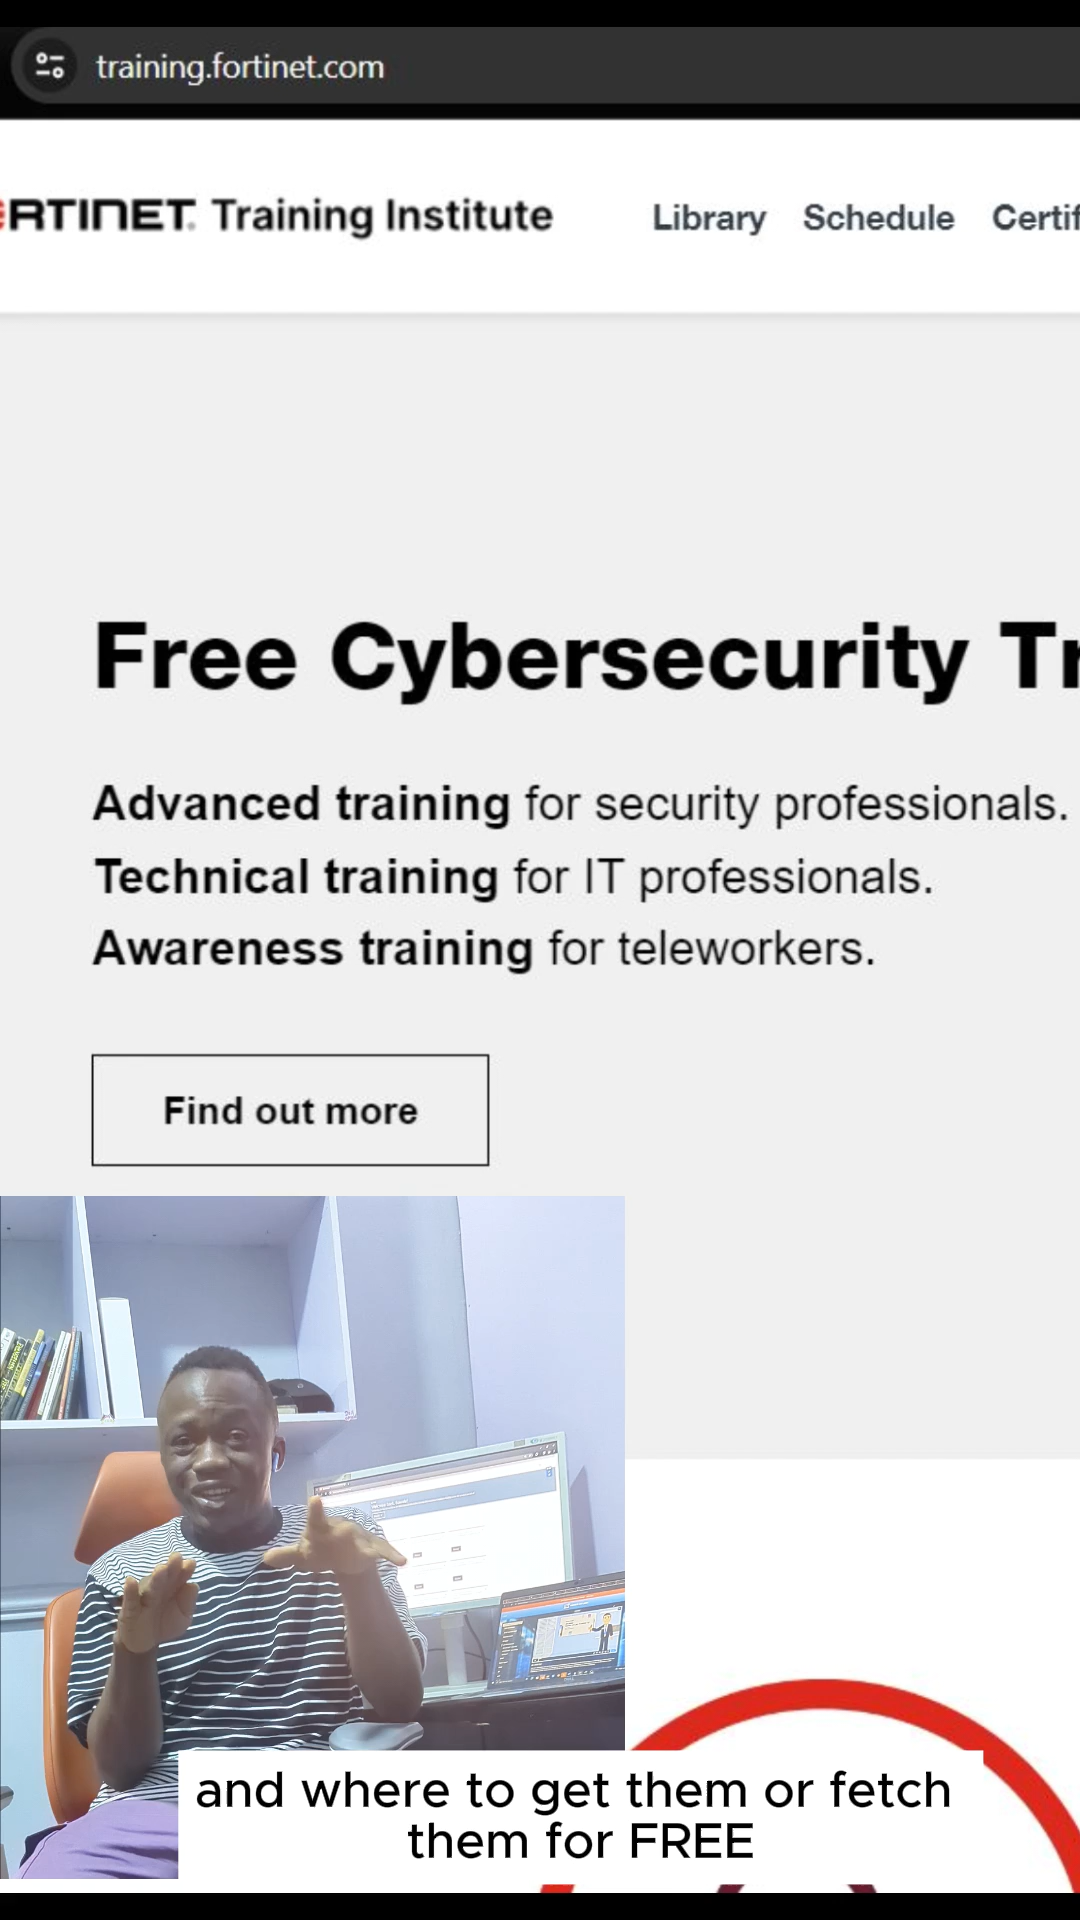 training.fortinet.com
RTINET Training Institute
Library Schedule Certif
Free Cybersecurity Tr
Advanced training for security professionals.
Technical training for IT professionals.
Awareness training for teleworkers.
Find out more
and where to get them or fetch
them for FREE